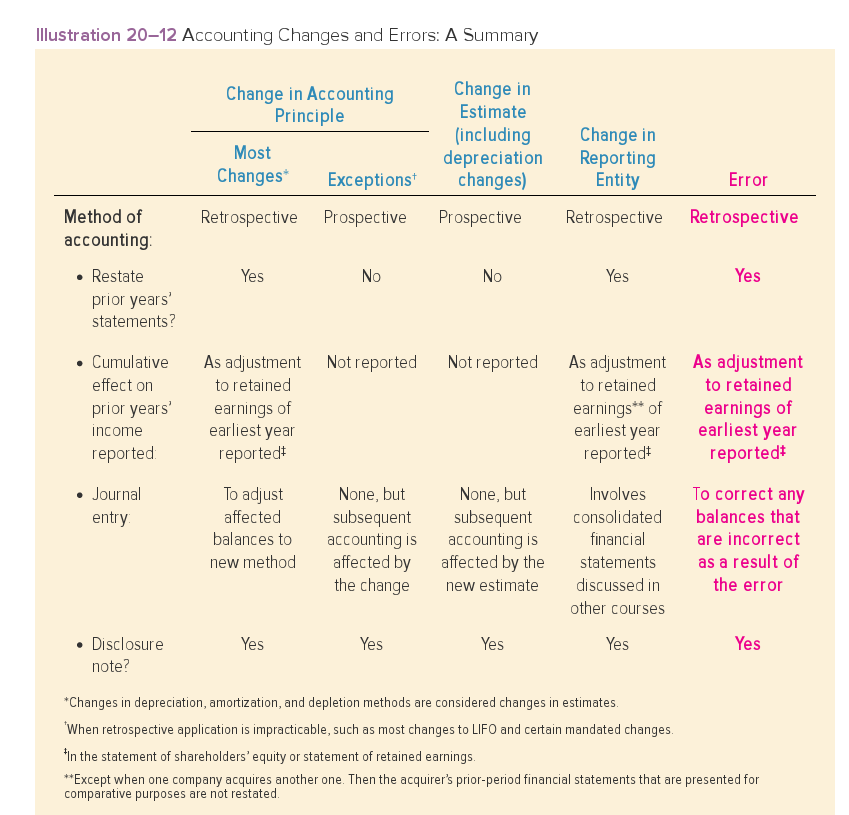 Illustration 20–12 Accounting Changes and Errors: A Summary
Change in Accounting
Principle
Change in
Estimate
(including
depreciation
changes)
Change in
Reporting
Entity
Error
Most
Changes*
Exceptions†
Method of
accounting:
Retrospective
Prospective
Prospective
Retrospective
Retrospective
• Restate
prior years’
statements?
Yes
No
No
Yes
Yes
• Cumulative
effect on
prior years’
income
reported:
As adjustment
to retained
earnings of
earliest year
reported‡
Not reported
Not reported
As adjustment
to retained
earnings** of
earliest year
reported‡
As adjustment
to retained
earnings of
earliest year
reported‡
• Journal
entry:
To adjust
affected
balances to
new method
None, but
subsequent
accounting is
affected by
the change
None, but
subsequent
accounting is
affected by the
new estimate
Involves
consolidated
financial
statements
discussed in
other courses
To correct any
balances that
are incorrect
as a result of
the error
• Disclosure
note?
Yes
Yes
Yes
Yes
Yes
*Changes in depreciation, amortization, and depletion methods are considered changes in estimates.
†When retrospective application is impracticable, such as most changes to LIFO and certain mandated changes.
‡In the statement of shareholders’ equity or statement of retained earnings.
**Except when one company acquires another one. Then the acquirer’s prior-period financial statements that are presented for
comparative purposes are not restated.